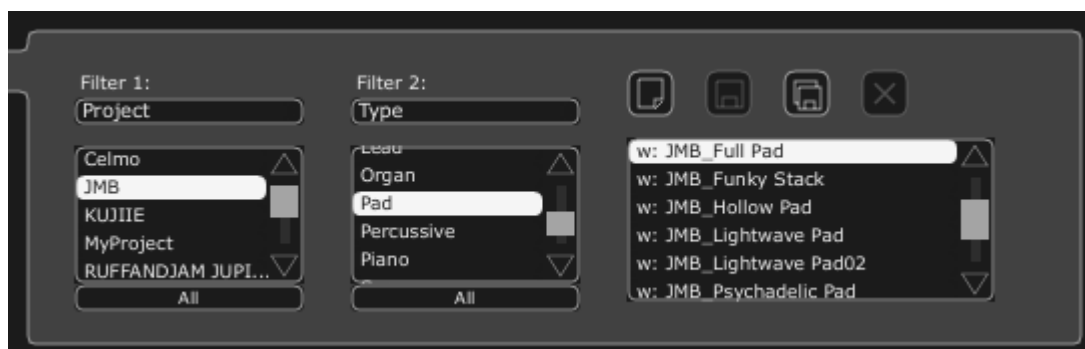 Filter 1:
Project
Celmo
JMB
KUJIIE
MyProject
RUFFANDJAM JUPI...
All
Filter 2:
Type
Lead
Organ
Pad
Percussive
Piano
All
w: JMB_Full Pad
w: JMB_Funky Stack
w: JMB_Hollow Pad
w: JMB_Lightwave Pad
w: JMB_Lightwave Pad02
w: JMB_Psychadelic Pad